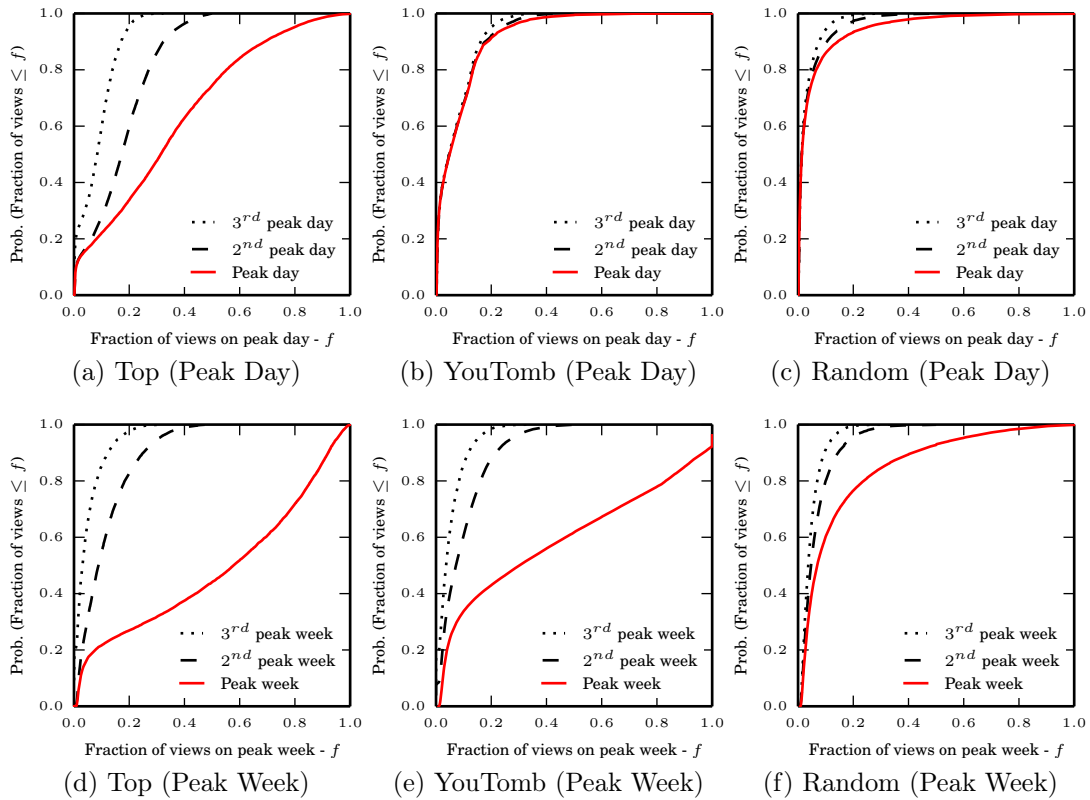 1.0
0.8
0.6
0.4
0.2
0.0
Prob. (Fraction of views ≤ f)
3rd peak day
2nd peak day
Peak day
0.0 0.2 0.4 0.6 0.8 1.0
Fraction of views on peak day - f
(a) Top (Peak Day)
1.0
0.8
0.6
0.4
0.2
0.0
Prob. (Fraction of views ≤ f)
3rd peak day
2nd peak day
Peak day
0.0 0.2 0.4 0.6 0.8 1.0
Fraction of views on peak day - f
(b) YouTomb (Peak Day)
1.0
0.8
0.6
0.4
0.2
0.0
Prob. (Fraction of views ≤ f)
3rd peak day
2nd peak day
Peak day
0.0 0.2 0.4 0.6 0.8 1.0
Fraction of views on peak day - f
(c) Random (Peak Day)
1.0
0.8
0.6
0.4
0.2
0.0
Prob. (Fraction of views ≤ f)
3rd peak week
2nd peak week
Peak week
0.0 0.2 0.4 0.6 0.8 1.0
Fraction of views on peak week - f
(d) Top (Peak Week)
1.0
0.8
0.6
0.4
0.2
0.0
Prob. (Fraction of views ≤ f)
3rd peak week
2nd peak week
Peak week
0.0 0.2 0.4 0.6 0.8 1.0
Fraction of views on peak week - f
(e) YouTomb (Peak Week)
1.0
0.8
0.6
0.4
0.2
0.0
Prob. (Fraction of views ≤ f)
3rd peak week
2nd peak week
Peak week
0.0 0.2 0.4 0.6 0.8 1.0
Fraction of views on peak week - f
(f) Random (Peak Week)